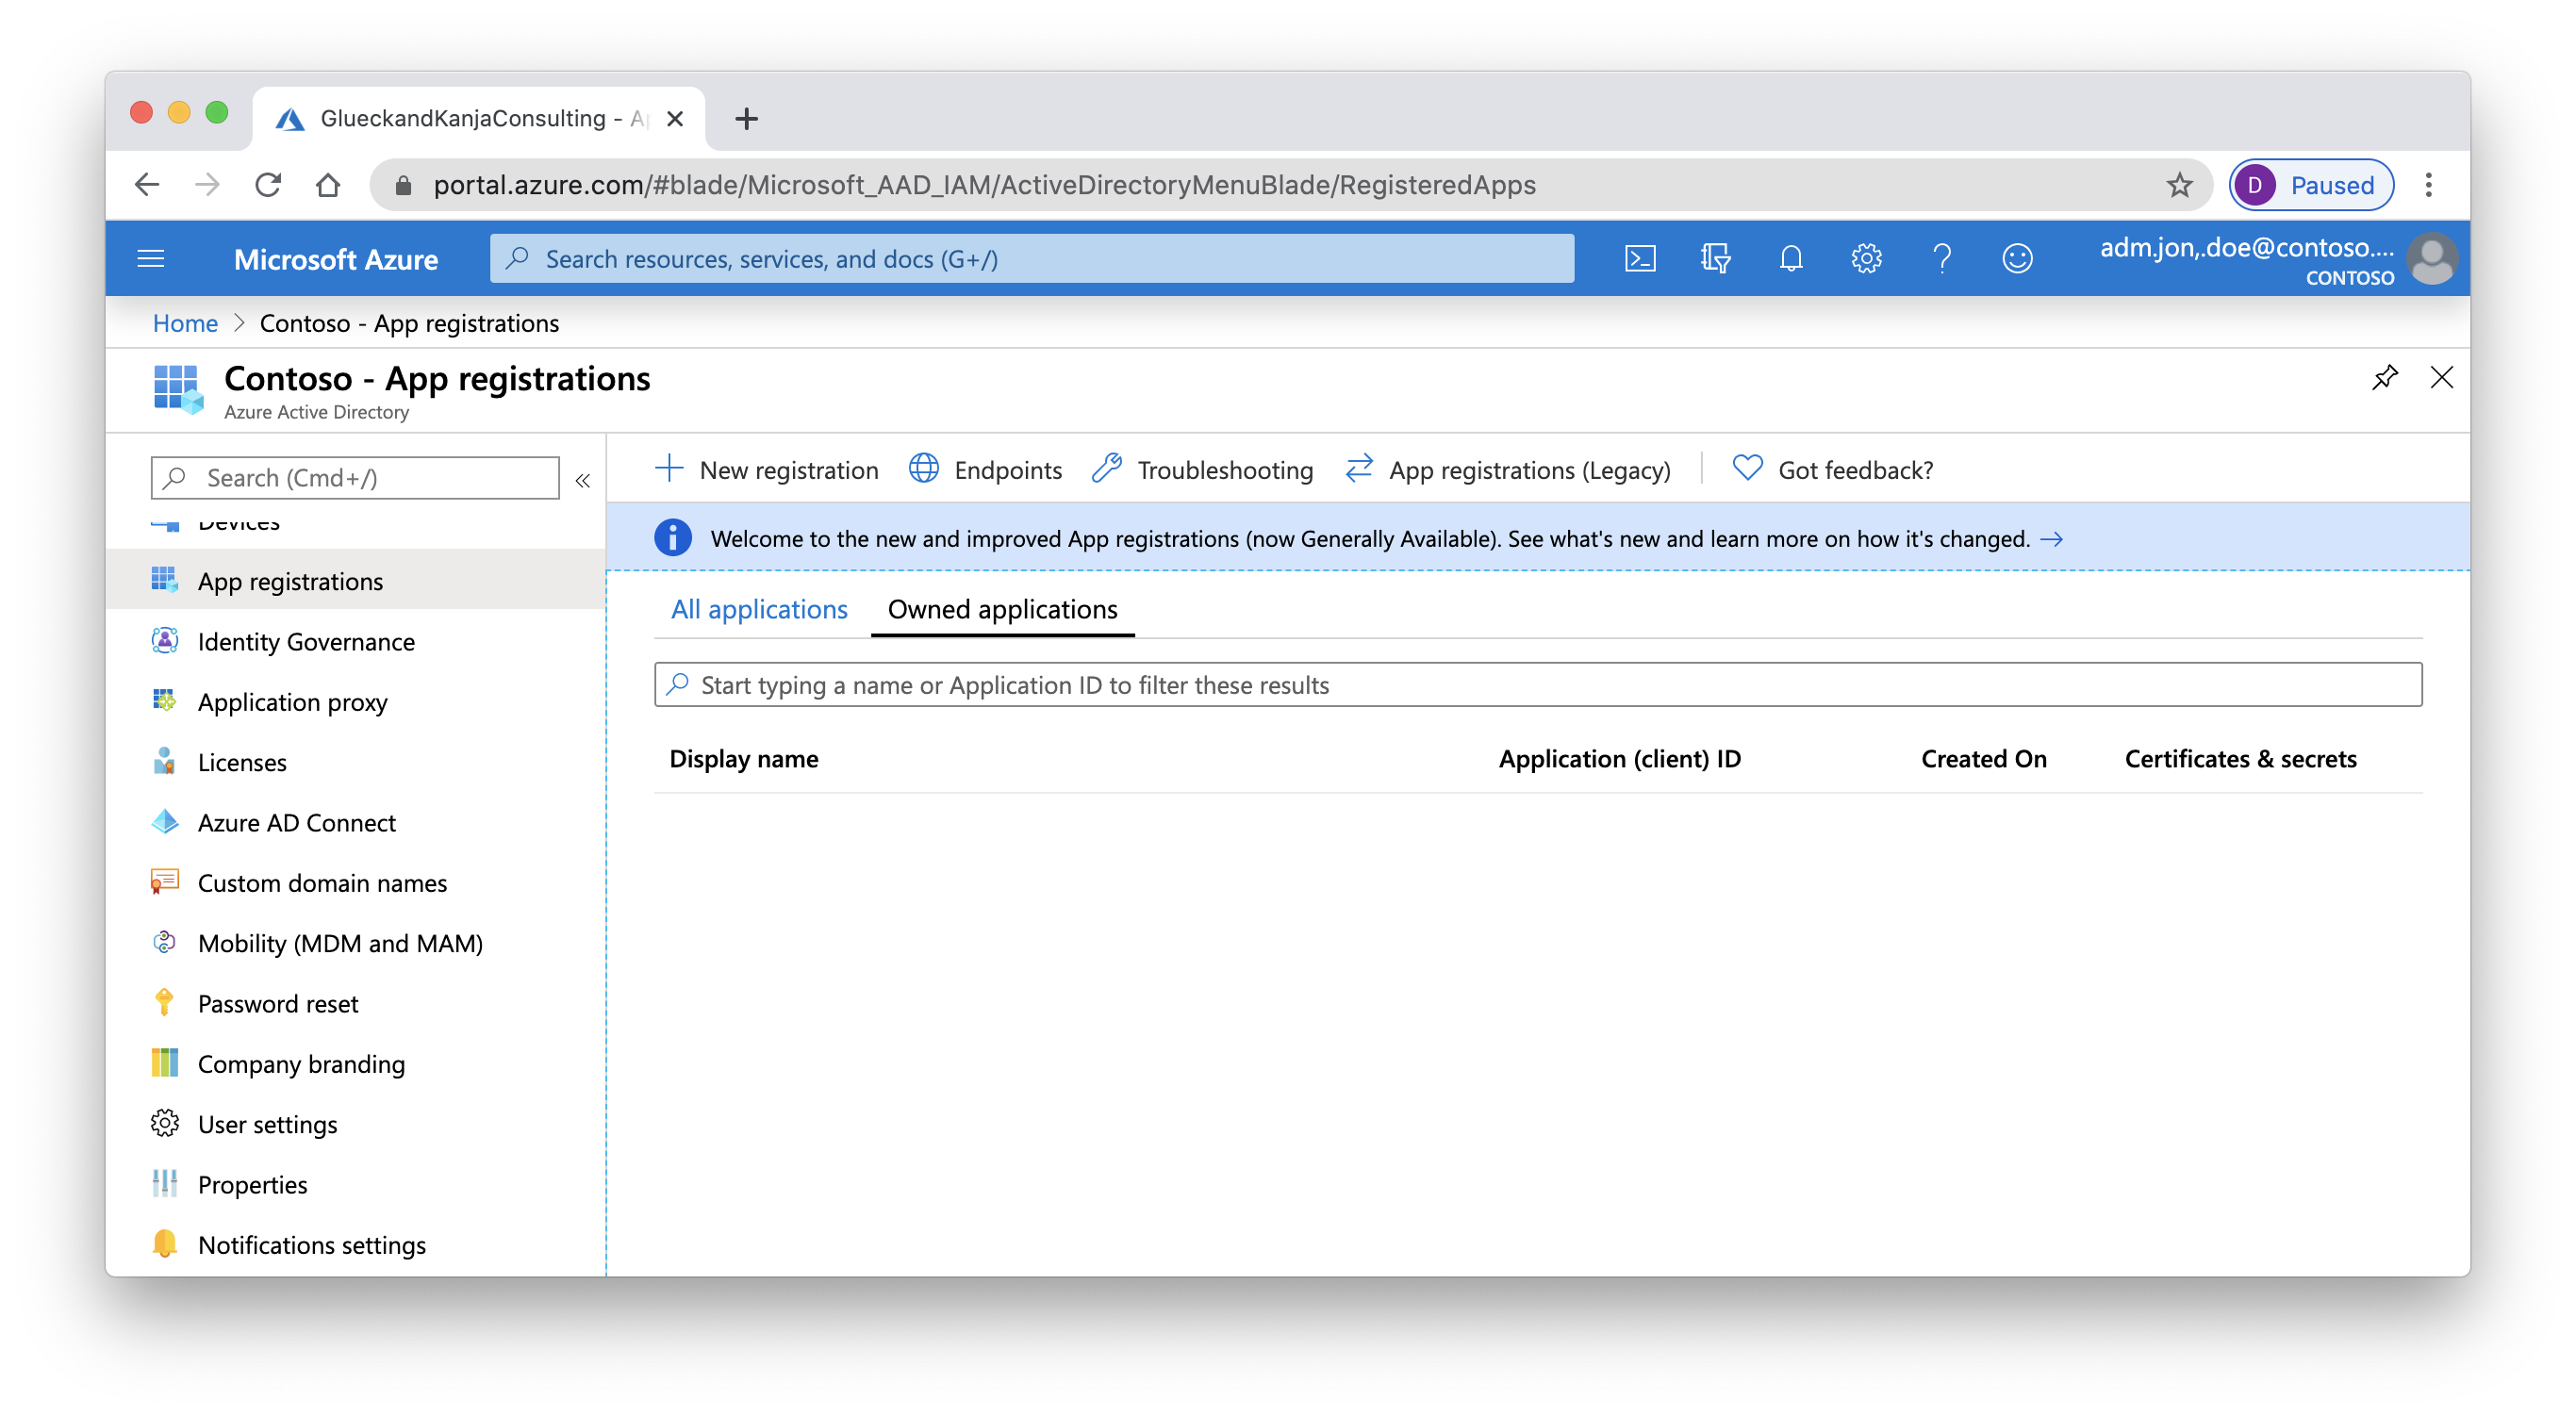 GlueckandKanjaConsulting - Ap
portal.azure.com/#blade/Microsoft_AAD_IAM/ActiveDirectoryMenuBlade/RegisteredApps
D Paused
Microsoft Azure
Search resources, services, and docs (G+/)
adm.jon,.doe@contoso....
CONTOSO
Home > Contoso - App registrations
Contoso - App registrations
Azure Active Directory
Search (Cmd+/)
«
Devices
App registrations
Identity Governance
Application proxy
Licenses
Azure AD Connect
Custom domain names
Mobility (MDM and MAM)
Password reset
Company branding
User settings
Properties
Notifications settings
New registration Endpoints Troubleshooting App registrations (Legacy) Got feedback?
Welcome to the new and improved App registrations (now Generally Available). See what's new and learn more on how it's changed. →
All applications Owned applications
Start typing a name or Application ID to filter these results
Display name Application (client) ID Created On Certificates & secrets